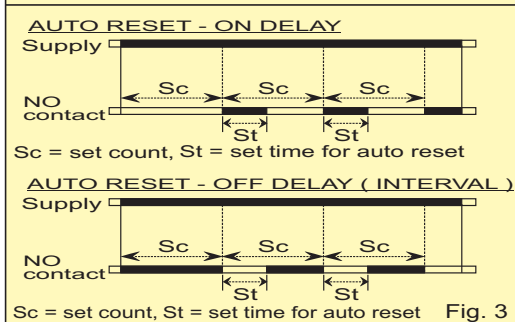 AUTO RESET - ON DELAY
Supply
Sc Sc Sc
NO
contact
St St
Sc = set count, St = set time for auto reset
AUTO RESET - OFF DELAY ( INTERVAL )
Supply
Sc Sc Sc
NO
contact
St St
Sc = set count, St = set time for auto reset Fig. 3